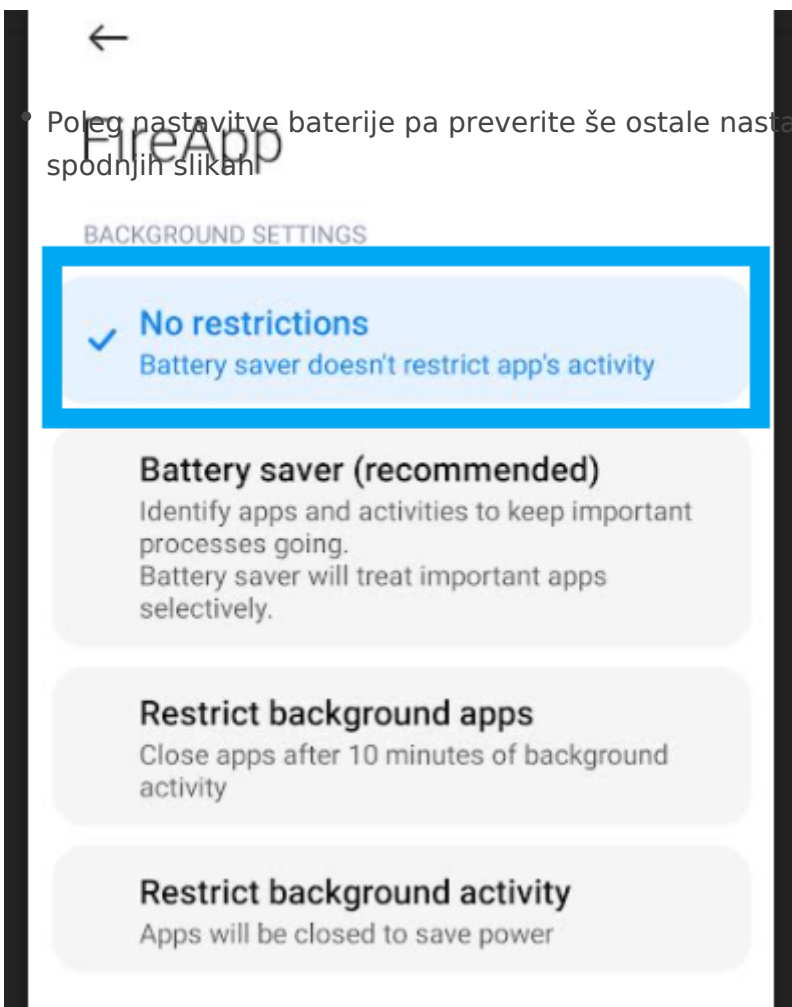 • Poleg nastavitve baterije pa preverite še ostale
spodnjih slikah
FireApp
BACKGROUND SETTINGS
No restrictions
Battery saver doesn't restrict app's activity
Battery saver (recommended)
Identify apps and activities to keep important
processes going.
Battery saver will treat important apps
selectively.
Restrict background apps
Close apps after 10 minutes of background
activity
Restrict background activity
Apps will be closed to save power